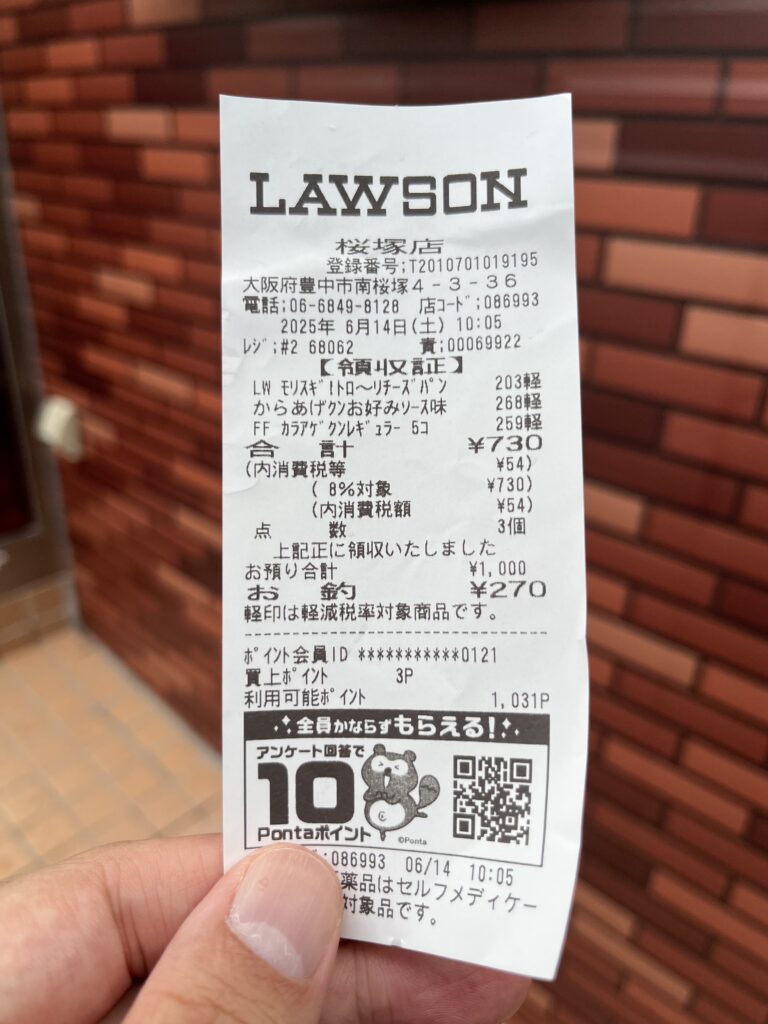 LAWSON
桜塚店
登録番号;T2010701019195
大阪府豊中市南桜塚4-3-36
電話;06-6849-8128 店コード;086993
2025年 6月14日(土) 10:05
レジ;#2 68062 責;00069922
【領収証】
LW モリスギ!トロ〜リチーズパン 203軽
からあげクンお好みソース味 268軽
FF カラアゲクンレギュラー 5コ 259軽
合計 ¥730
(内消費税等 ¥54)
( 8%対象 ¥730)
(内消費税額 ¥54)
点数 3個
上記正に領収いたしました
お預り合計 ¥1,000
お釣 ¥270
軽印は軽減税率対象商品です。
ポイント会員ID ***********0121
買上ポイント 3P
利用可能ポイント 1,031P
全員かならずもらえる!
アンケート回答で
10
Pontaポイント
©Ponta
:086993 06/14 10:05
薬品はセルフメディケー
対象品です。